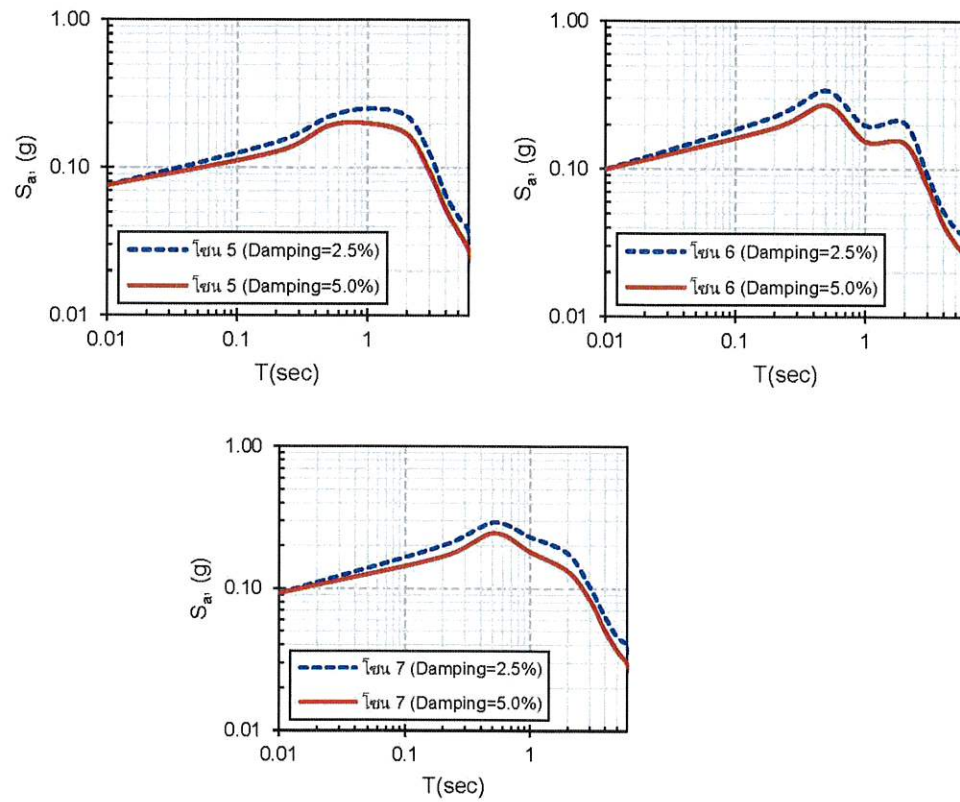 1.00
0.10
0.01
Sa, (g)
โซน 5 (Damping=2.5%)
โซน 5 (Damping=5.0%)
0.01 0.1 1
T(sec)
1.00
0.10
0.01
Sa, (g)
โซน 6 (Damping=2.5%)
โซน 6 (Damping=5.0%)
0.01 0.1 1
T(sec)
1.00
0.10
0.01
Sa, (g)
โซน 7 (Damping=2.5%)
โซน 7 (Damping=5.0%)
0.01 0.1 1
T(sec)